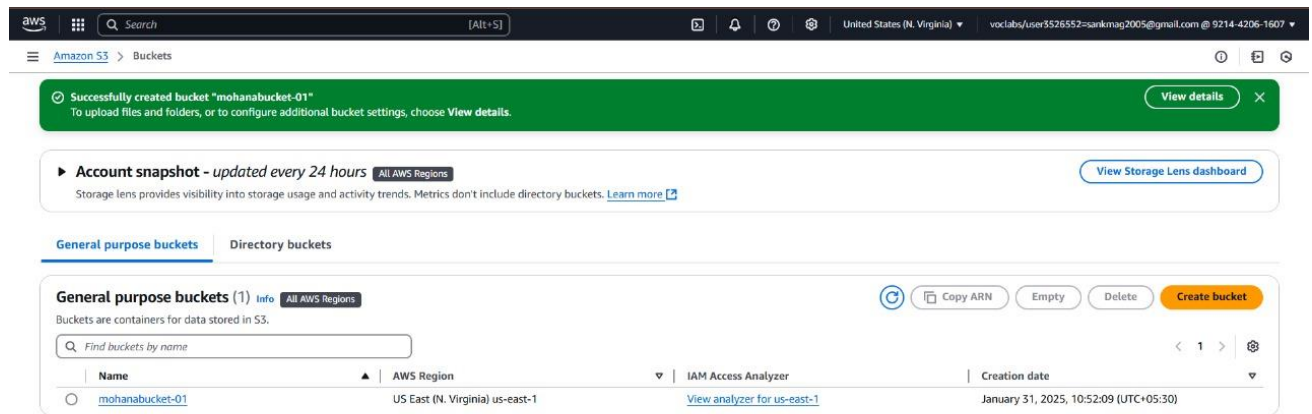 aws Search [Alt+S] United States (N. Virginia) ▼ voclabs/user3526552=sankmag2005@gmail.com @ 9214-4206-1607 ▼
Amazon S3 > Buckets
Successfully created bucket "mohanabucket-01"
To upload files and folders, or to configure additional bucket settings, choose View details.
View details
Account snapshot - updated every 24 hours All AWS Regions
View Storage Lens dashboard
Storage lens provides visibility into storage usage and activity trends. Metrics don't include directory buckets. Learn more
General purpose buckets Directory buckets
General purpose buckets (1) Info All AWS Regions
Copy ARN Empty Delete Create bucket
Buckets are containers for data stored in S3.
Find buckets by name
< 1 >
Name AWS Region IAM Access Analyzer Creation date
mohanabucket-01 US East (N. Virginia) us-east-1 View analyzer for us-east-1 January 31, 2025, 10:52:09 (UTC+05:30)